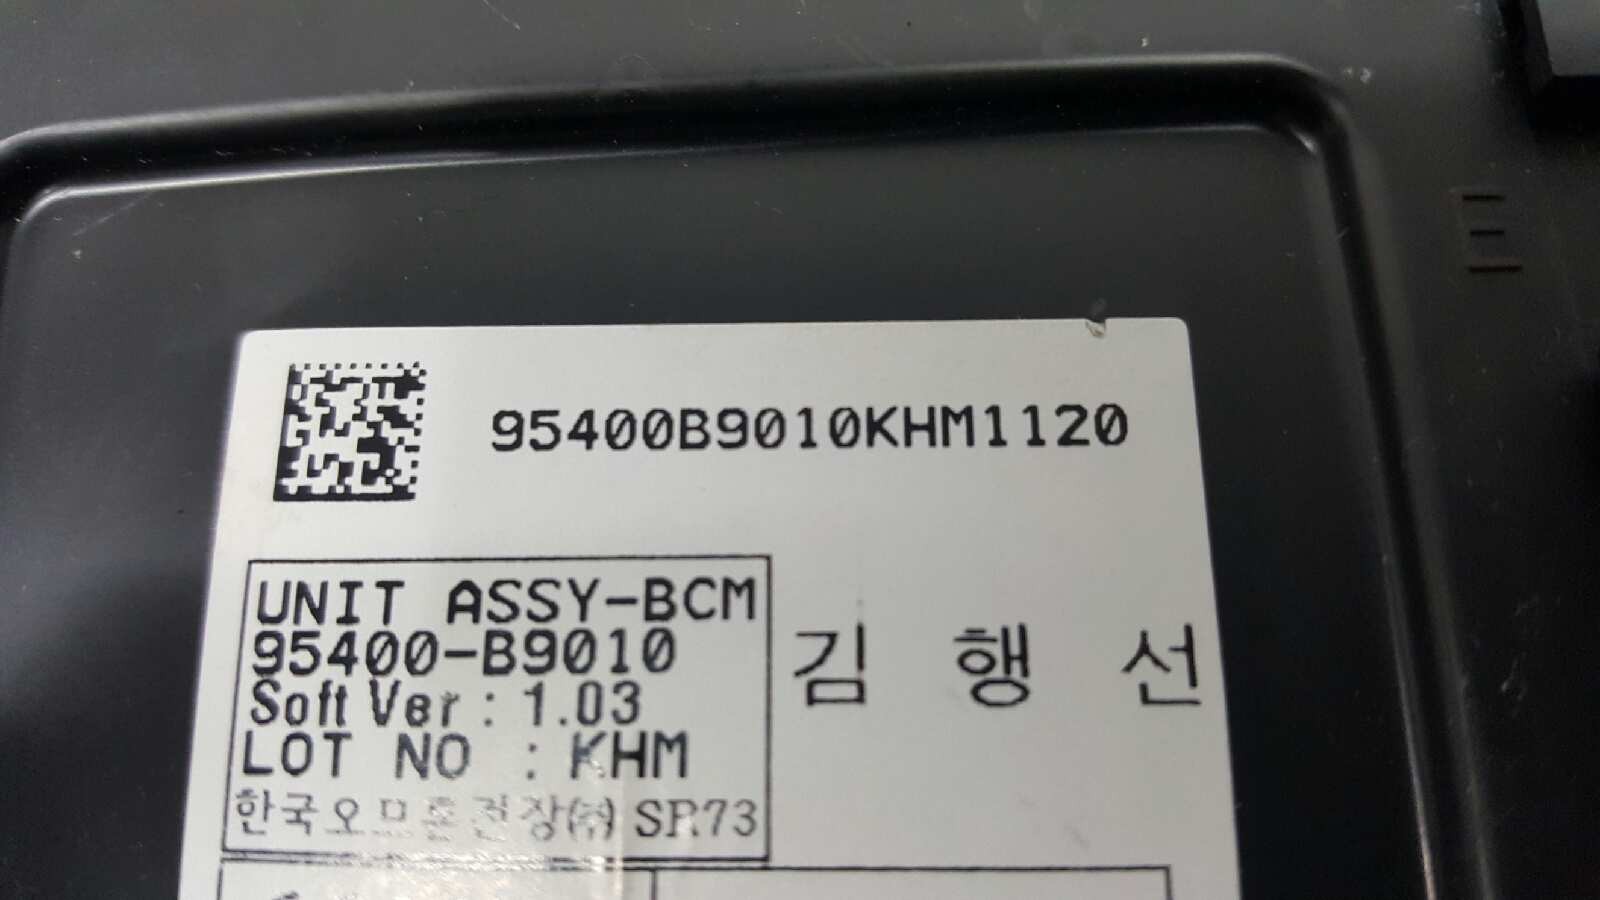 95400B9010KHM1120
UNIT ASSY-BCM
95400-B9010
Soft Ver : 1.03
LOT NO : KHM
한국오므론전장(주) SR73
김 행 선
E